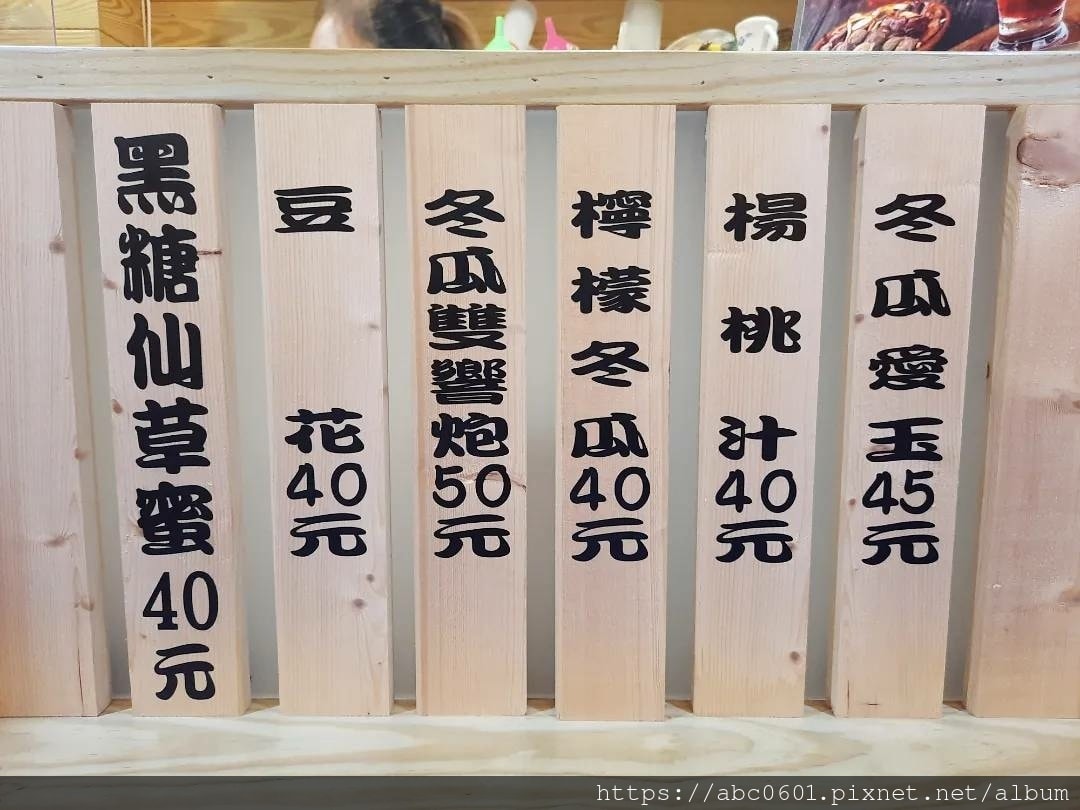 冬瓜愛玉45元
楊桃汁40元
檸檬冬瓜40元
冬瓜雙響炮50元
豆花40元
黑糖仙草蜜40元
https://abc0601.pixnet.net/album